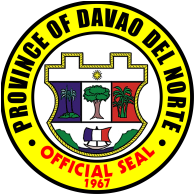 PROVINCE OF DAVAO DEL NORTE
OFFICIAL SEAL
1967